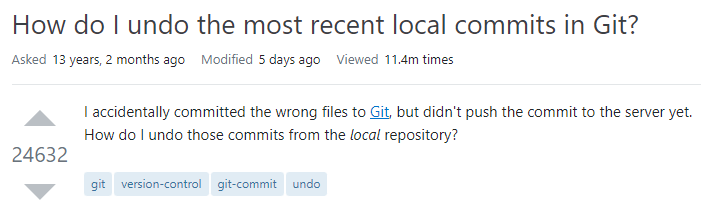 How do I undo the most recent local commits in Git?
Asked 13 years, 2 months ago Modified 5 days ago Viewed 11.4m times
I accidentally committed the wrong files to Git, but didn't push the commit to the server yet.
How do I undo those commits from the local repository?
24632
git version-control git-commit undo